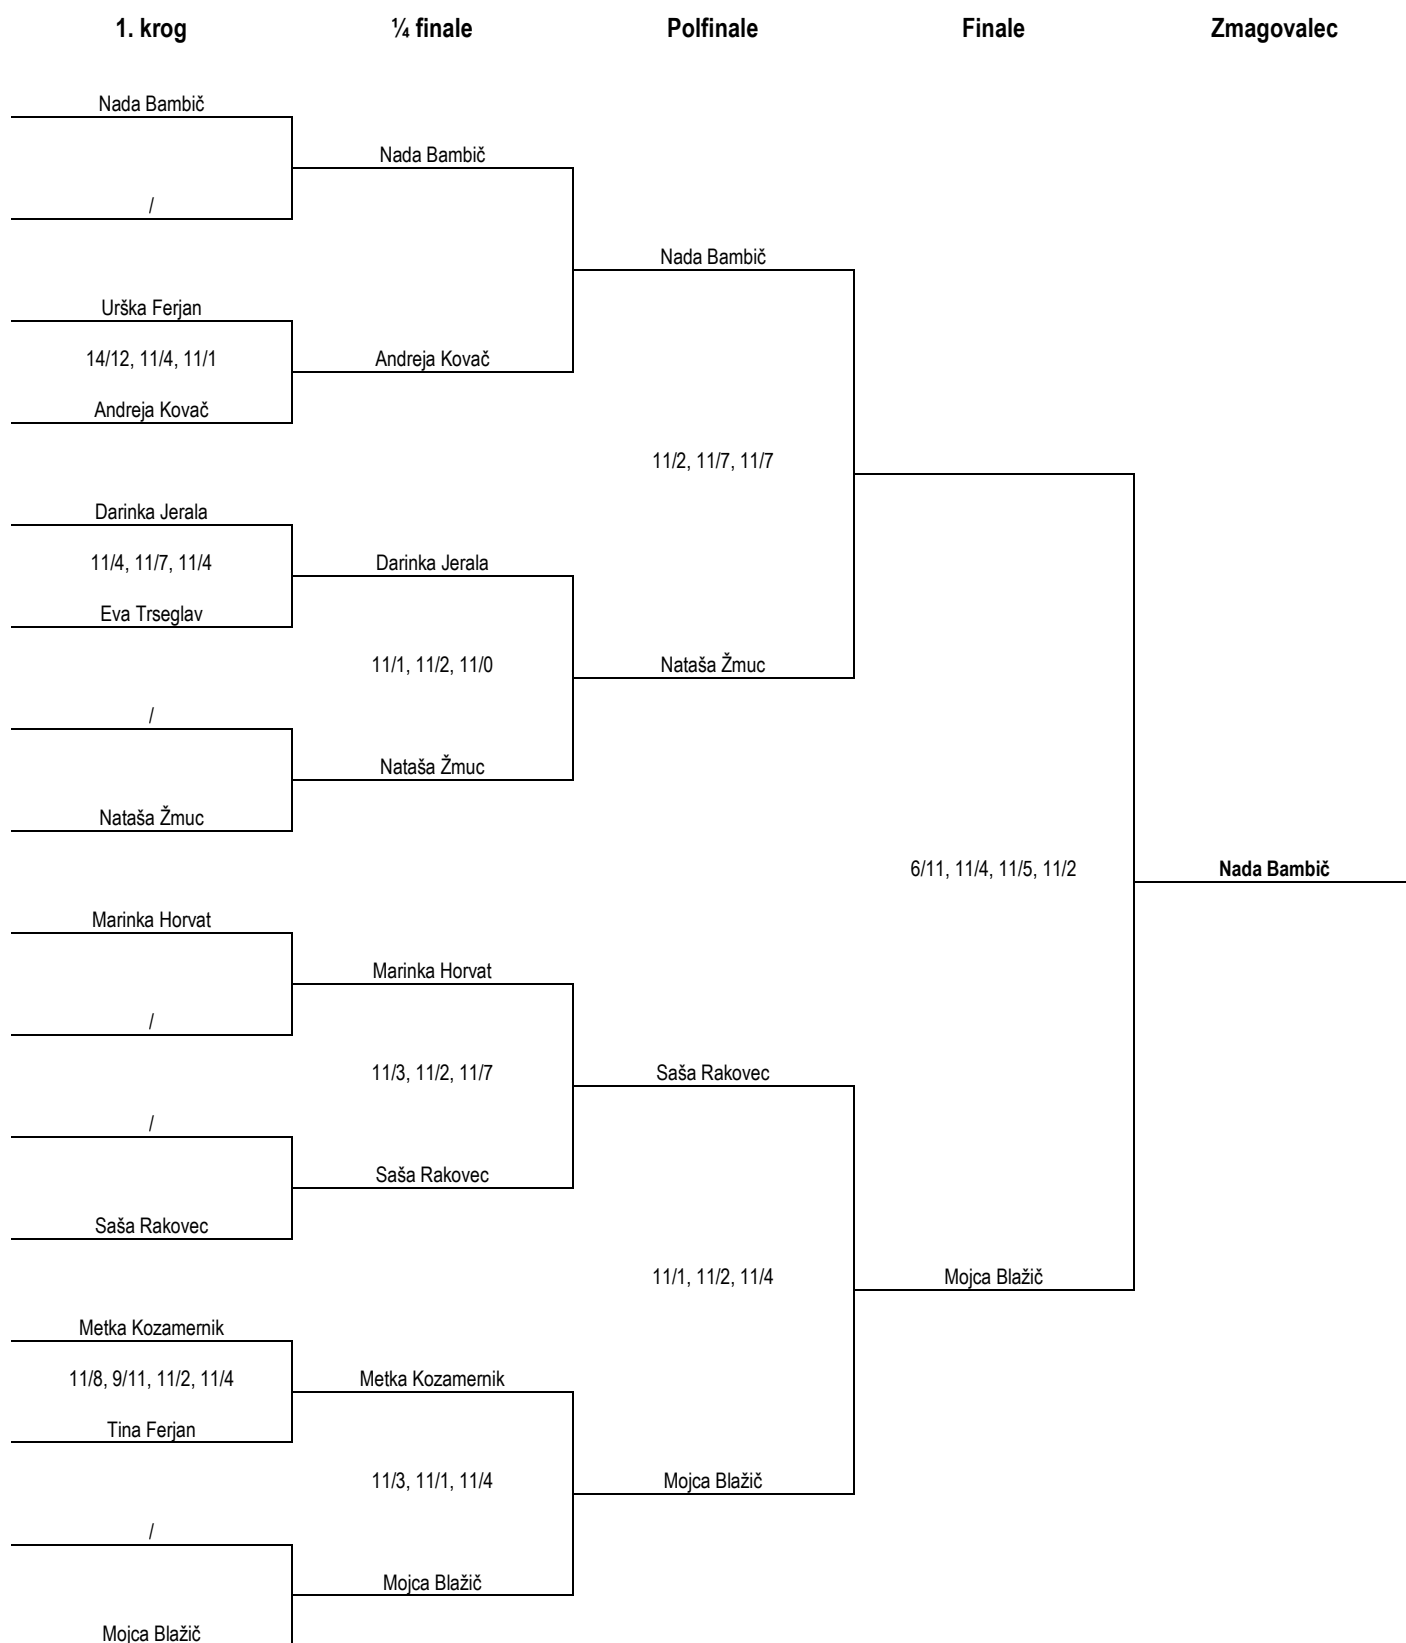 1. krog
¼ finale
Polfinale
Finale
Zmagovalec
Nada Bambič
Nada Bambič
/
Nada Bambič
Urška Ferjan
14/12, 11/4, 11/1
Andreja Kovač
Andreja Kovač
11/2, 11/7, 11/7
Darinka Jerala
11/4, 11/7, 11/4
Darinka Jerala
Eva Trseglav
11/1, 11/2, 11/0
Nataša Žmuc
/
Nataša Žmuc
Nataša Žmuc
6/11, 11/4, 11/5, 11/2
Nada Bambič
Marinka Horvat
Marinka Horvat
/
11/3, 11/2, 11/7
Saša Rakovec
/
Saša Rakovec
Saša Rakovec
11/1, 11/2, 11/4
Mojca Blažič
Metka Kozamernik
11/8, 9/11, 11/2, 11/4
Metka Kozamernik
Tina Ferjan
11/3, 11/1, 11/4
Mojca Blažič
/
Mojca Blažič
Mojca Blažič